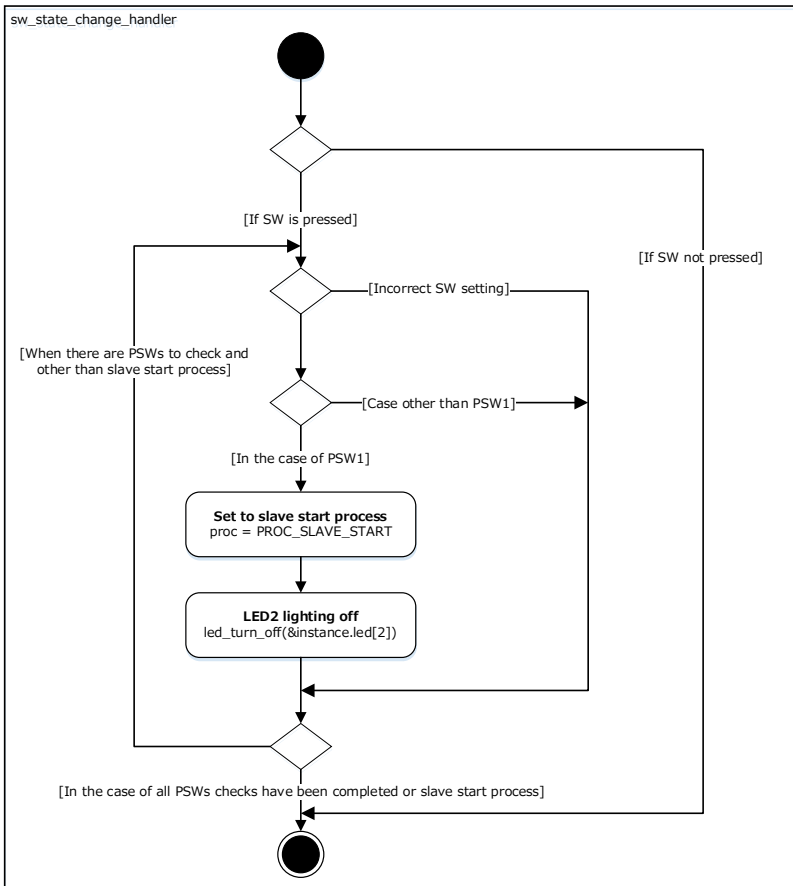 sw_state_change_handler
[If SW is pressed]
[If SW not pressed]
[Incorrect SW setting]
[When there are PSWs to check and
other than slave start process]
[Case other than PSW1]
[In the case of PSW1]
Set to slave start process
proc = PROC_SLAVE_START
LED2 lighting off
led_turn_off(&instance.led[2])
[In the case of all PSWs checks have been completed or slave start process]